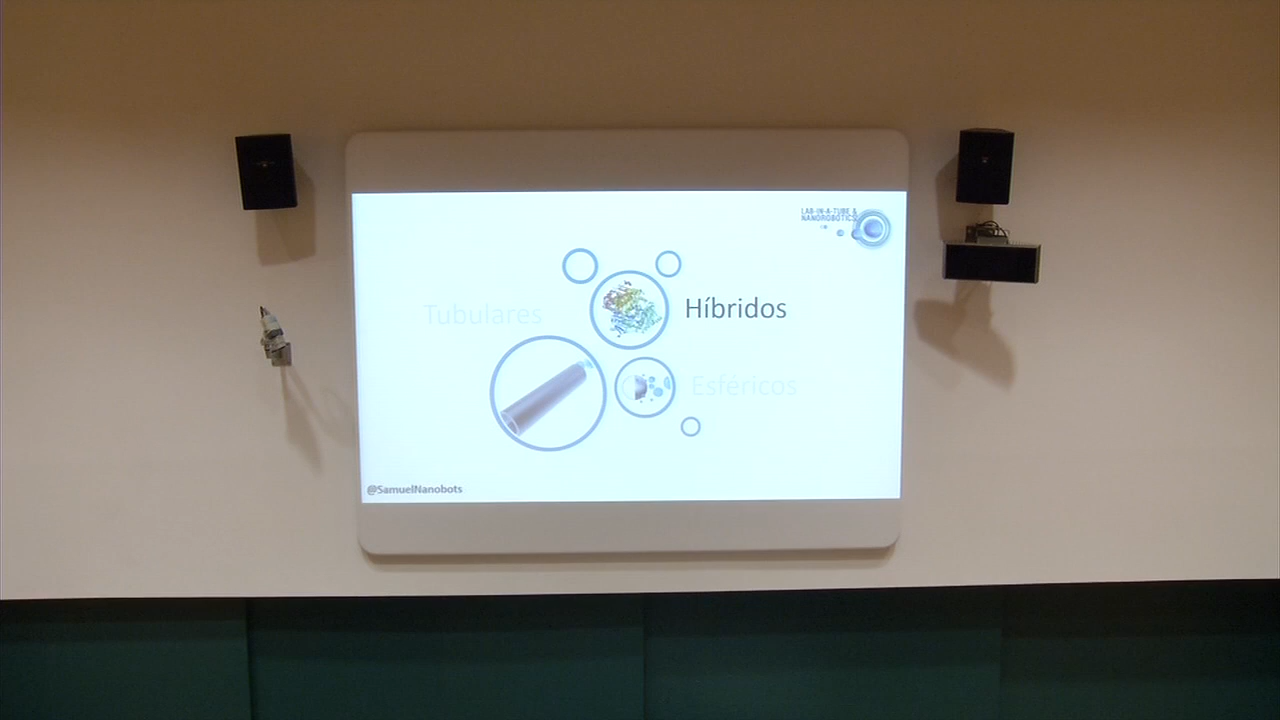 LAB-IN-A-TUBE &
NANOROBOTICS
Híbridos
Tubulares
Esféricos
@SamuelNanobots